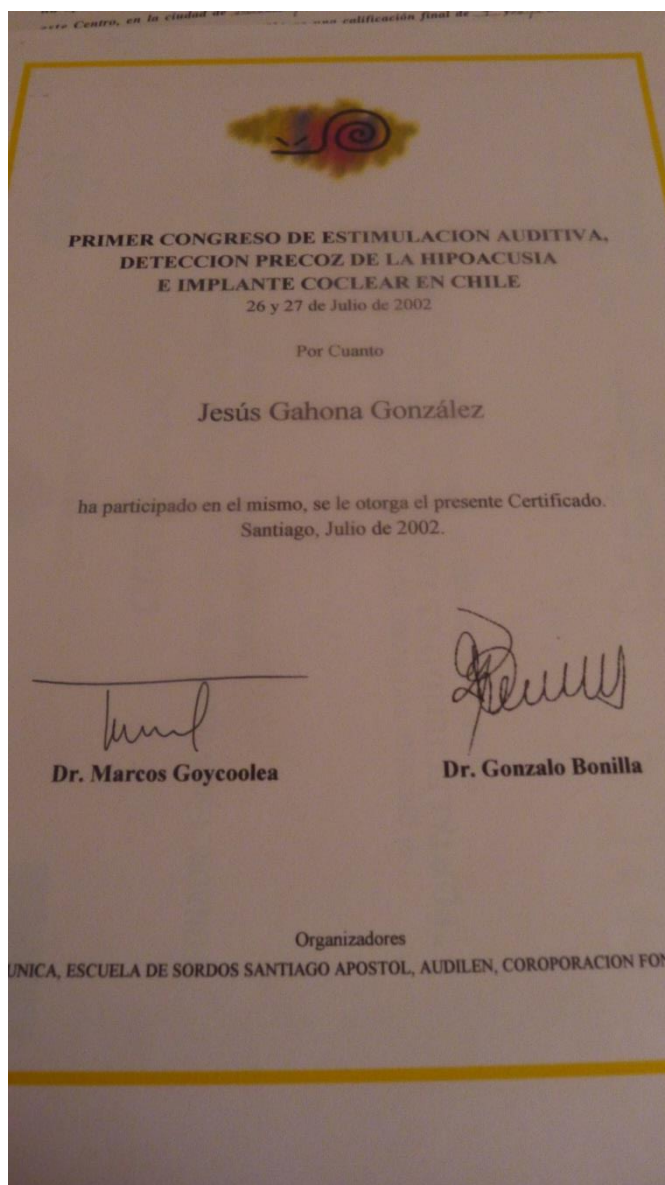 este Centro, en la ciudad de
una calificación final de
PRIMER CONGRESO DE ESTIMULACION AUDITIVA,
DETECCION PRECOZ DE LA HIPOACUSIA
E IMPLANTE COCLEAR EN CHILE
26 y 27 de Julio de 2002
Por Cuanto
Jesús Gahona González
ha participado en el mismo, se le otorga el presente Certificado.
Santiago, Julio de 2002.
Dr. Marcos Goycoolea
Dr. Gonzalo Bonilla
Organizadores
UNICA, ESCUELA DE SORDOS SANTIAGO APOSTOL, AUDILEN, COROPORACION FON